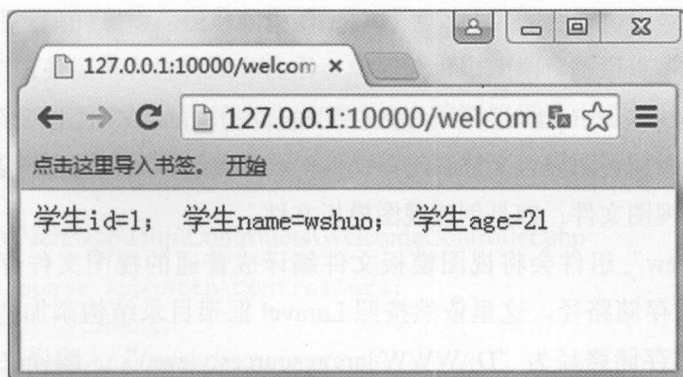 127.0.0.1:10000/welcom
127.0.0.1:10000/welcom
点击这里导入书签。 开始
学生id=1; 学生name=wshuo; 学生age=21